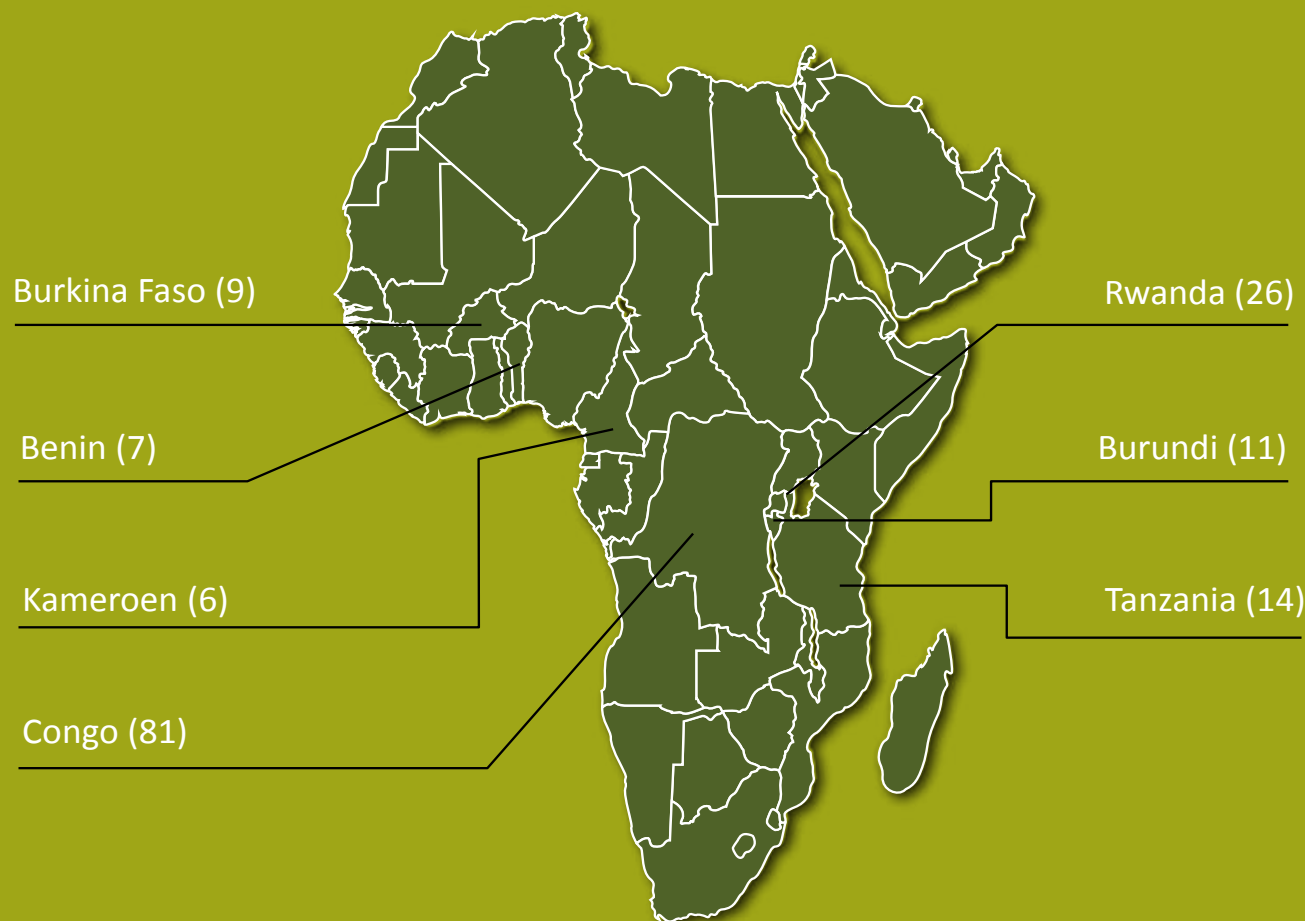 Burkina Faso (9)
Benin (7)
Kameroen (6)
Congo (81)
Rwanda (26)
Burundi (11)
Tanzania (14)